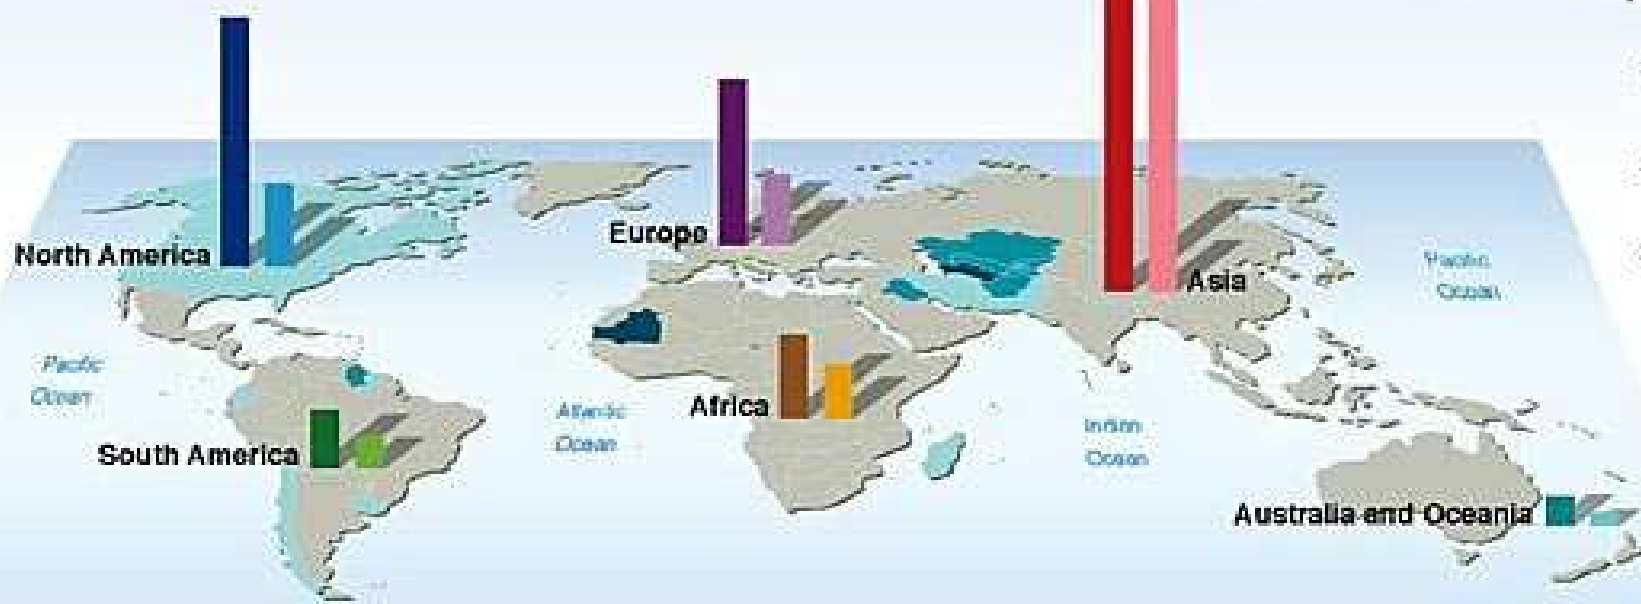 North America
Europe
Asia
Pacific
Ocean
Pacific
Ocean
Atlantic
Ocean
Africa
Indian
Ocean
South America
Australia and Oceania